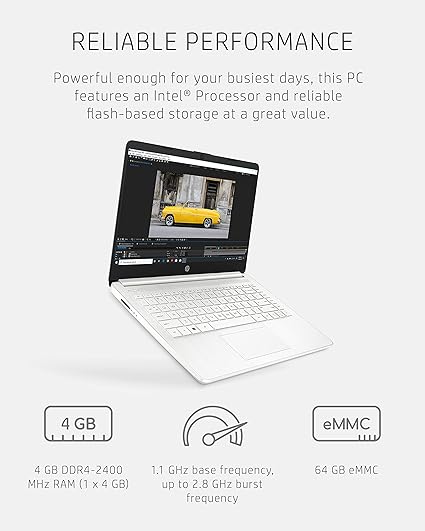 RELIABLE PERFORMANCE
Powerful enough for your busiest days, this PC
features an Intel® Processor and reliable
flash-based storage at a great value.
hp
4 GB
eMMC
4 GB DDR4-2400
MHz RAM (1 x 4 GB)
1.1 GHz base frequency,
up to 2.8 GHz burst
frequency
64 GB eMMC